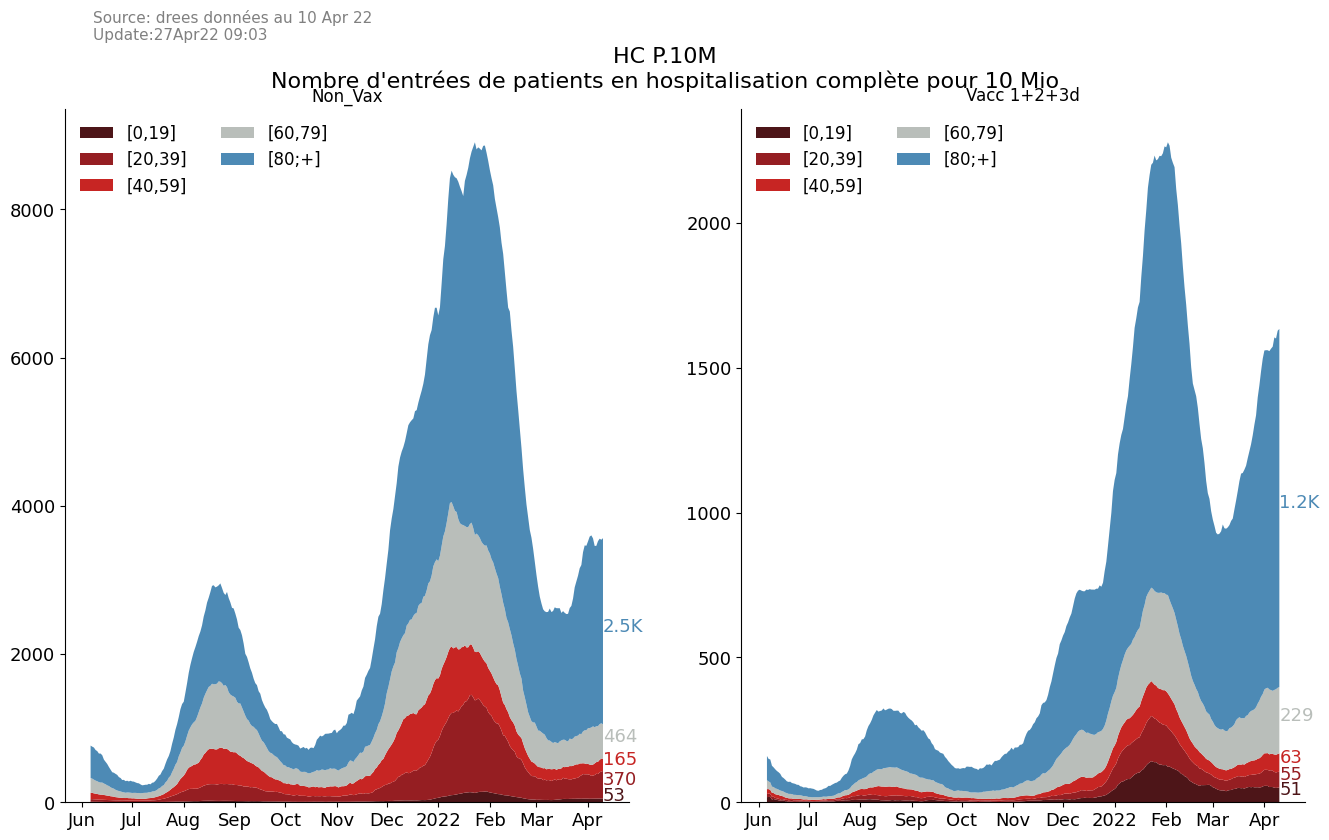 Source: drees données au 10 Apr 22
Update:27Apr22 09:03
HC P.10M
Nombre d'entrées de patients en hospitalisation complète pour 10 Mio
Non_Vax
[0,19]
[20,39]
[40,59]
[60,79]
[80;+]
8000
6000
4000
2000
0
2.5K
464
165
370
53
Jun Jul Aug Sep Oct Nov Dec 2022 Feb Mar Apr
Vacc 1+2+3d
[0,19]
[20,39]
[40,59]
[60,79]
[80;+]
2000
1500
1000
500
0
1.2K
229
63
55
51
Jun Jul Aug Sep Oct Nov Dec 2022 Feb Mar Apr